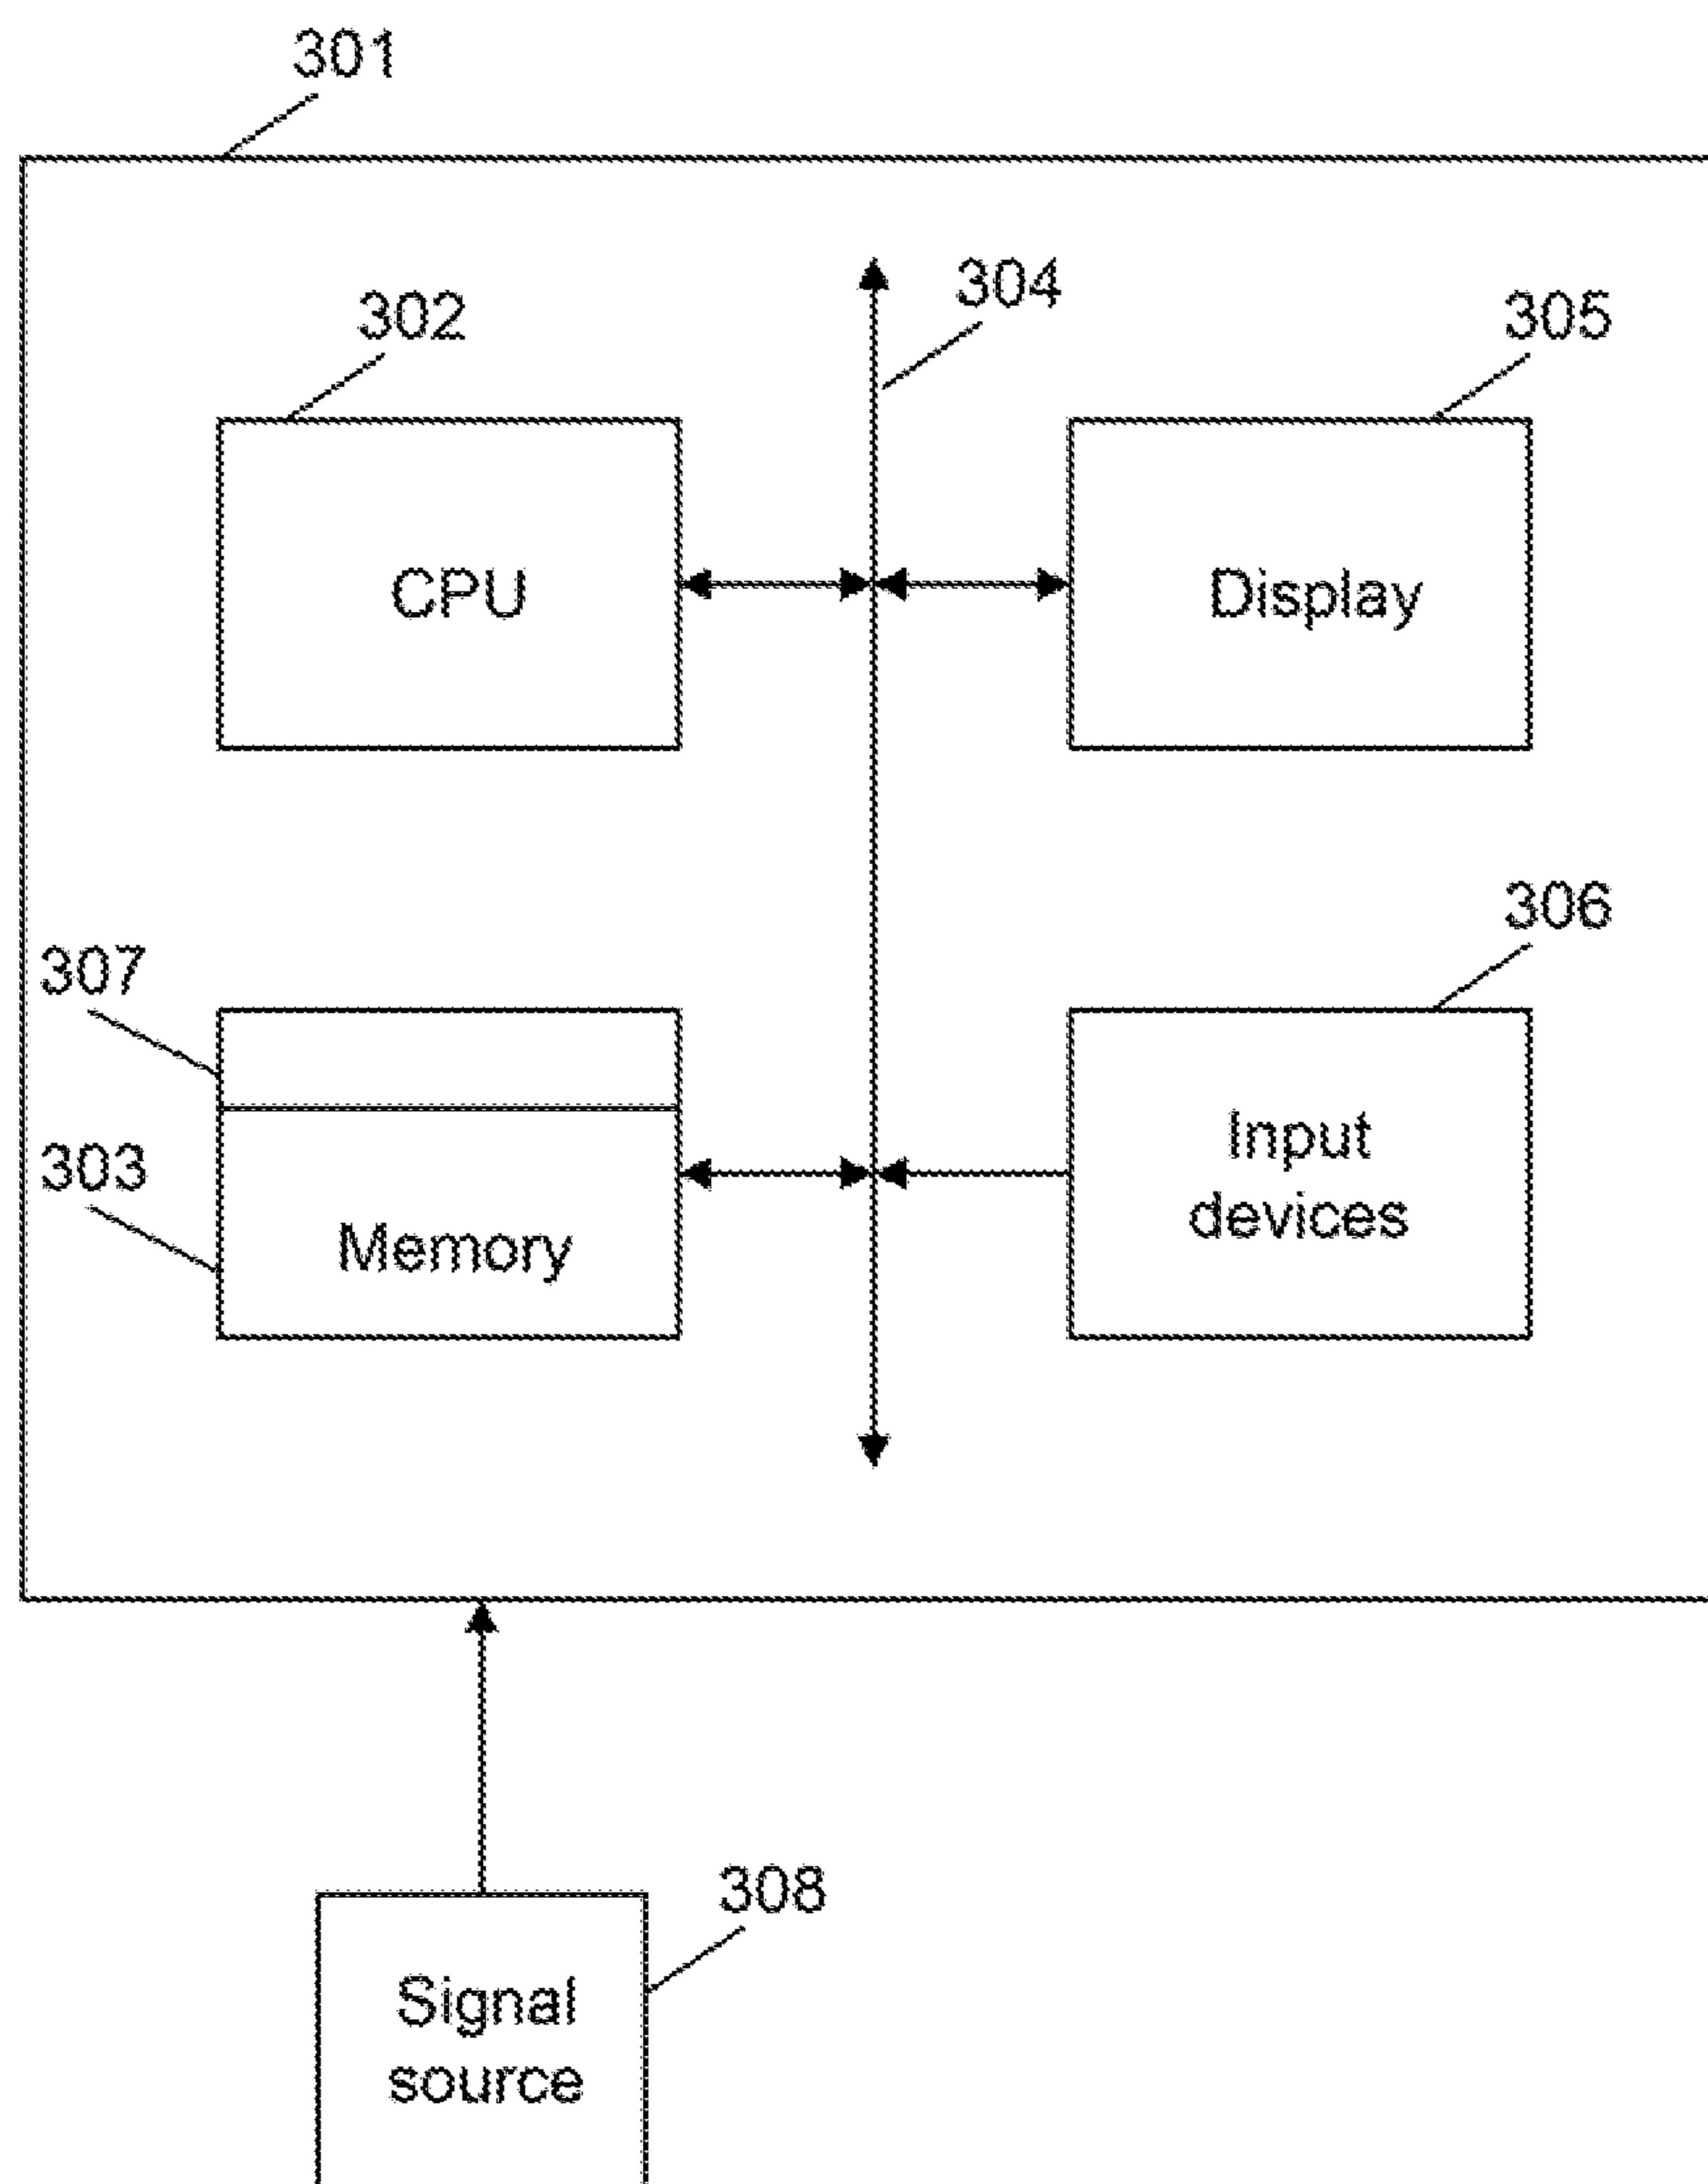 301
302
304
305
CPU
Display
307
306
303
Memory
Input
devices
308
Signal
source